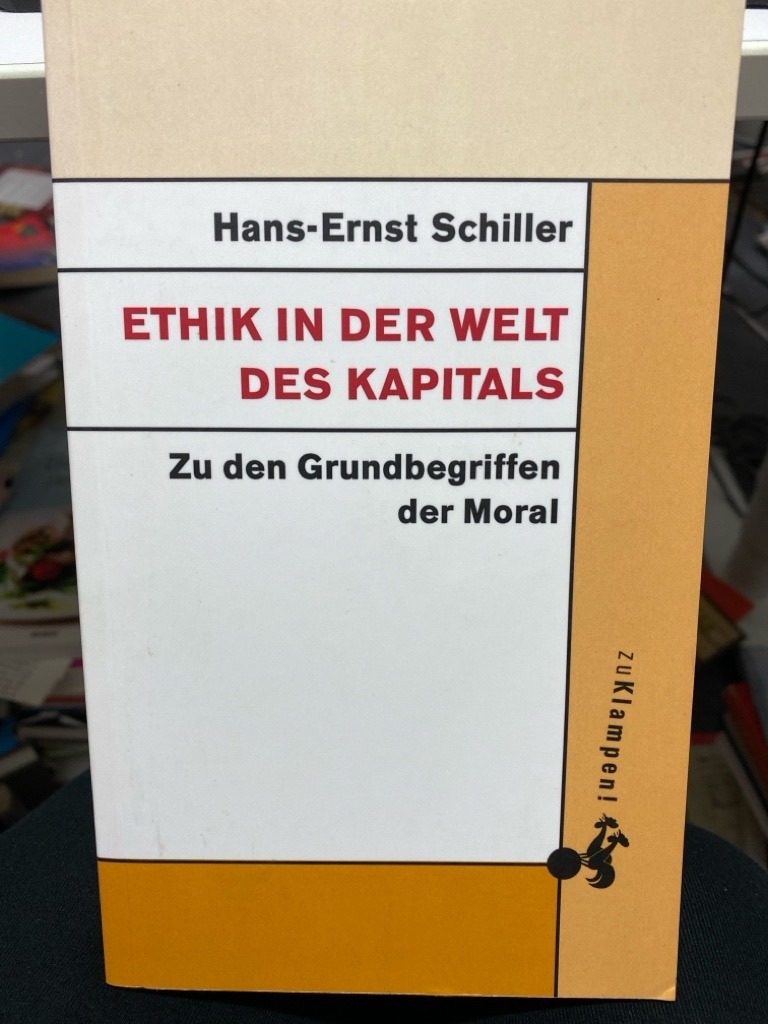 Hans-Ernst Schiller
ETHIK IN DER WELT
DES KAPITALS
Zu den Grundbegriffen
der Moral
zuKlampen!